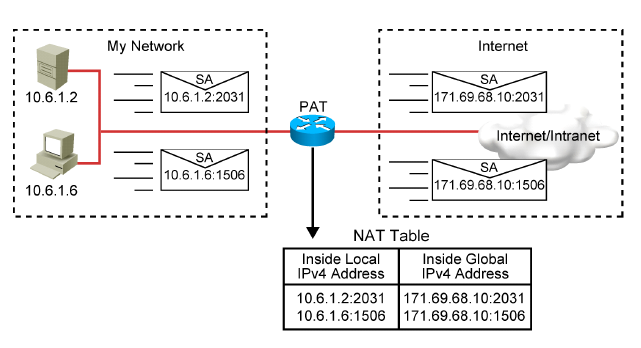 My Network
Internet
10.6.1.2
SA
10.6.1.2:2031
PAT
SA
171.69.68.10:2031
Internet/Intranet
10.6.1.6
SA
10.6.1.6:1506
SA
171.69.68.10:1506
NAT Table
Inside Local
IPv4 Address
Inside Global
IPv4 Address
10.6.1.2:2031 171.69.68.10:2031
10.6.1.6:1506 171.69.68.10:1506